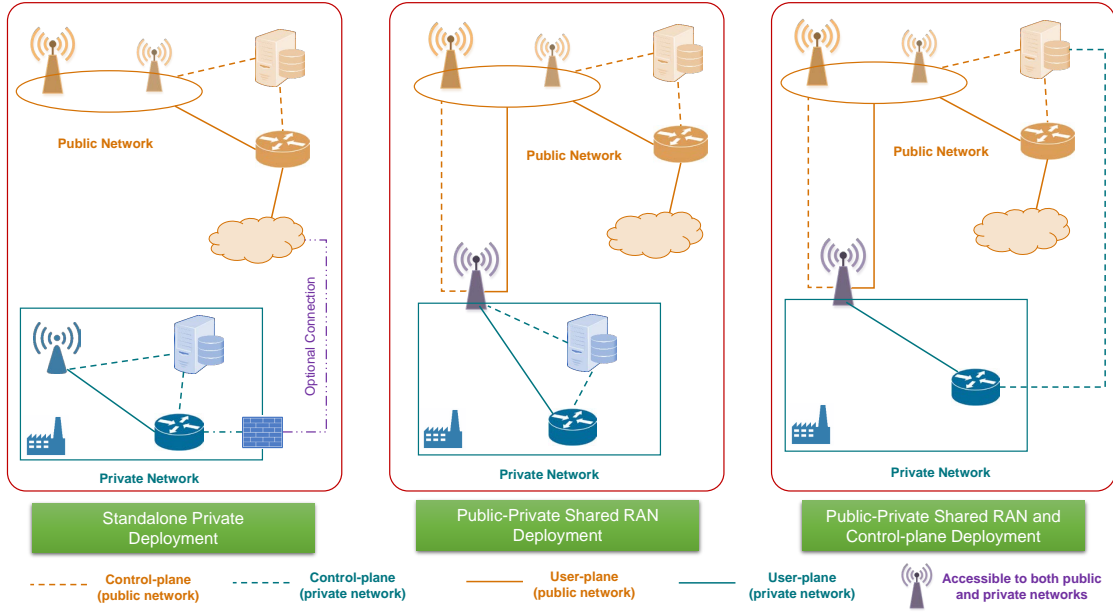 Public Network
Optional Connection
Private Network
Standalone Private
Deployment
Public Network
Private Network
Public-Private Shared RAN
Deployment
Public Network
Private Network
Public-Private Shared RAN and
Control-plane Deployment
Control-plane
(public network)
Control-plane
(private network)
User-plane
(public network)
User-plane
(private network)
Accessible to both public
and private networks